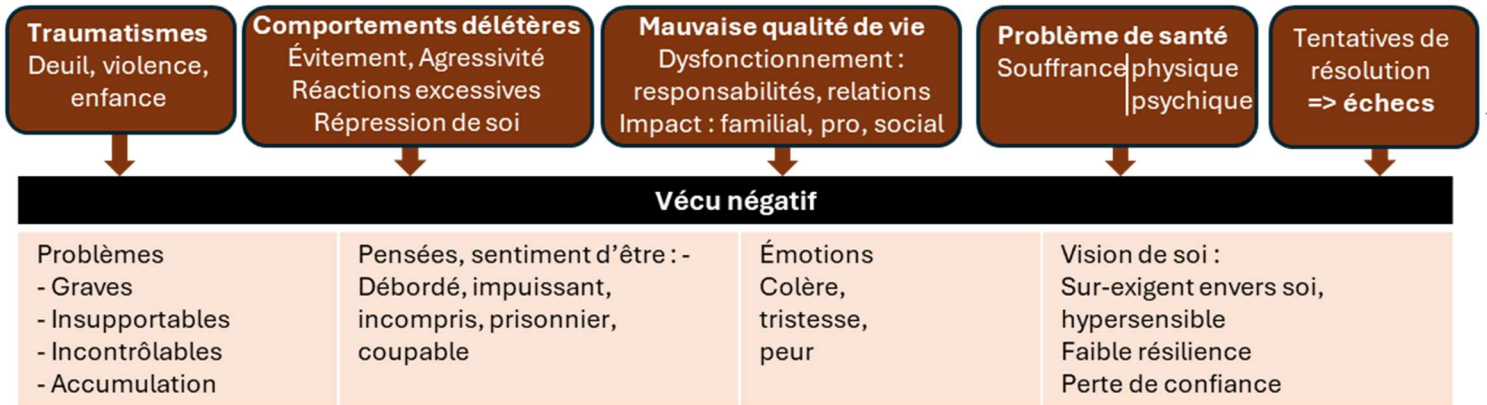 Traumatismes
Deuil, violence,
enfance
Comportements délétères
Évitement, Agressivité
Réactions excessives
Répression de soi
Mauvaise qualité de vie
Dysfonctionnement :
responsabilités, relations
Impact : familial, pro, social
Problème de santé
Souffrance physique
psychique
Tentatives de
résolution
=> échecs
Vécu négatif
Problèmes
- Graves
- Insupportables
- Incontrôlables
- Accumulation
Pensées, sentiment d’être : -
Débordé, impuissant,
incompris, prisonnier,
coupable
Émotions
Colère,
tristesse,
peur
Vision de soi :
Sur-exigent envers soi,
hypersensible
Faible résilience
Perte de confiance